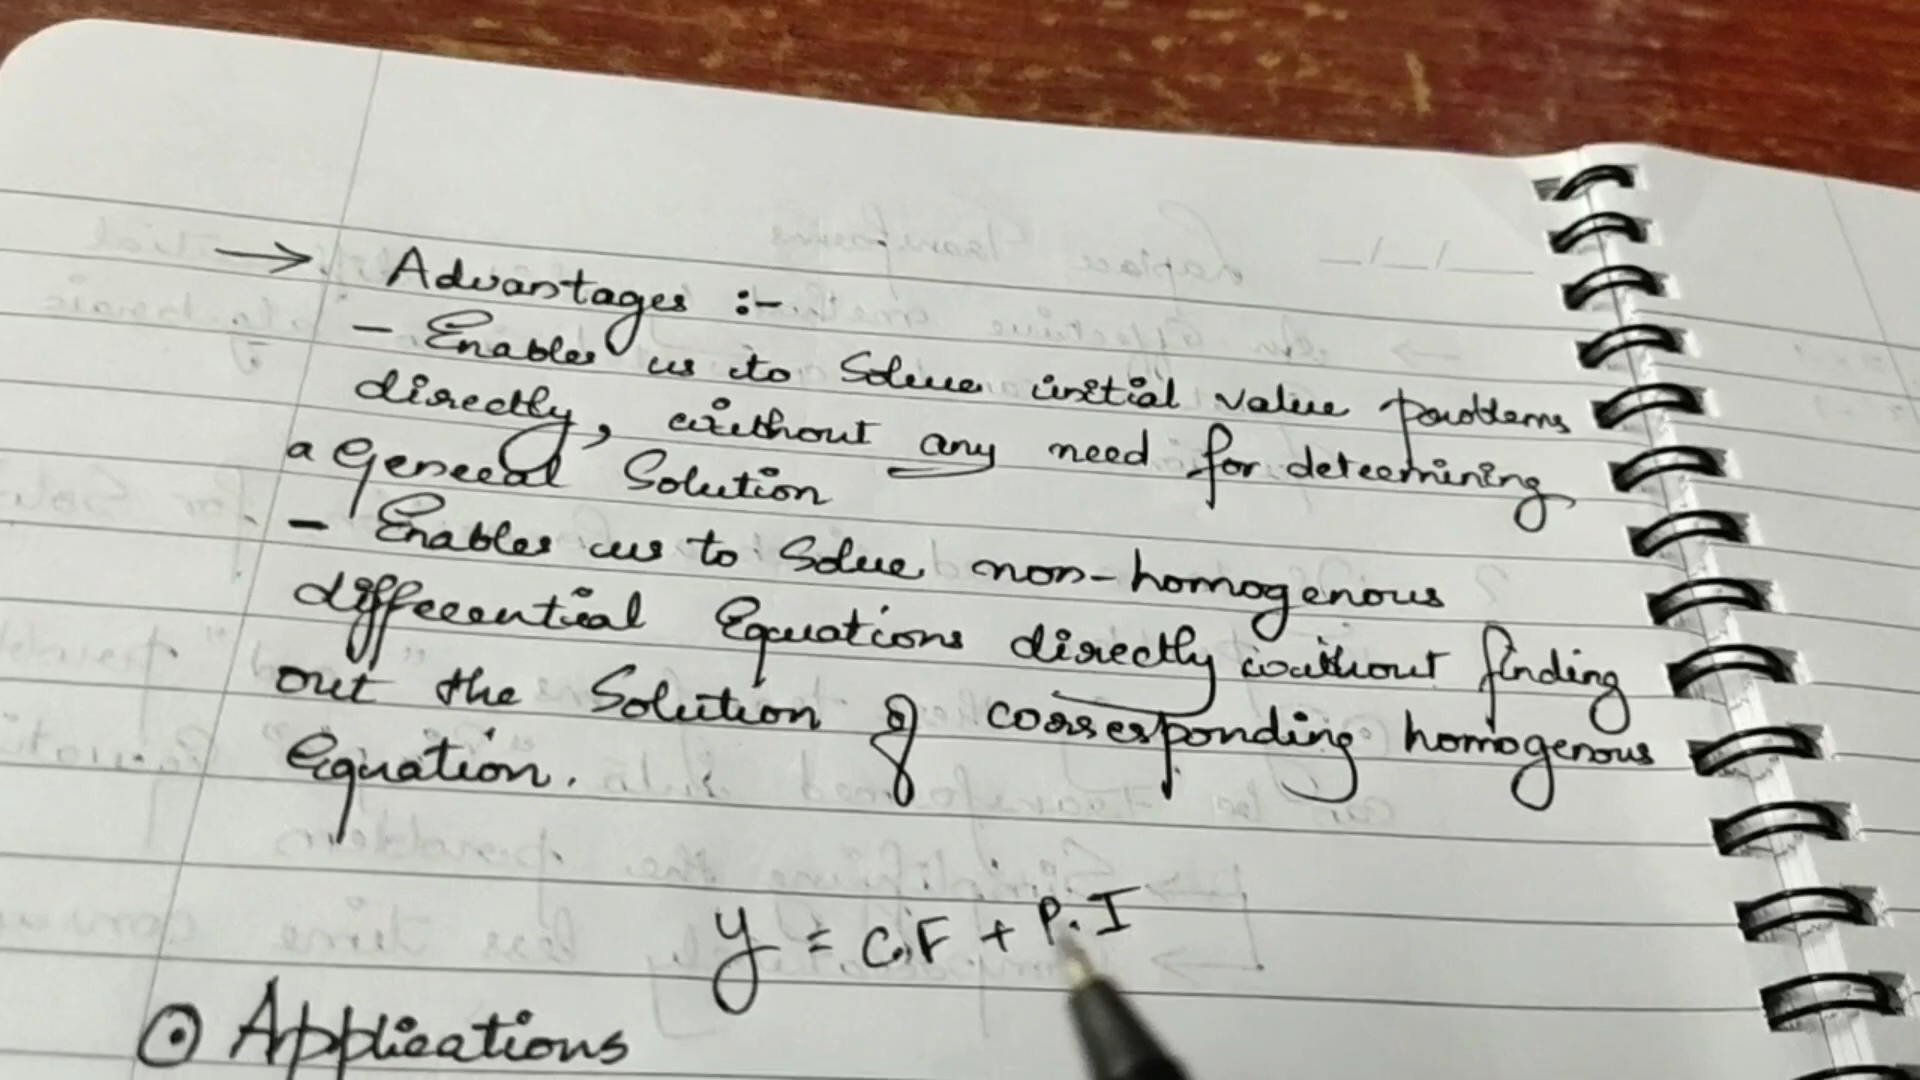 → Advantages :-
- Enables us to Solve initial value problems
directly, without any need for determining
a General Solution
- Enables us to Solve non-homogenous
differential Equations directly without finding
out the Solution of corresponding homogenous
Equation.
y = C.F + P.I
⊙ Applications